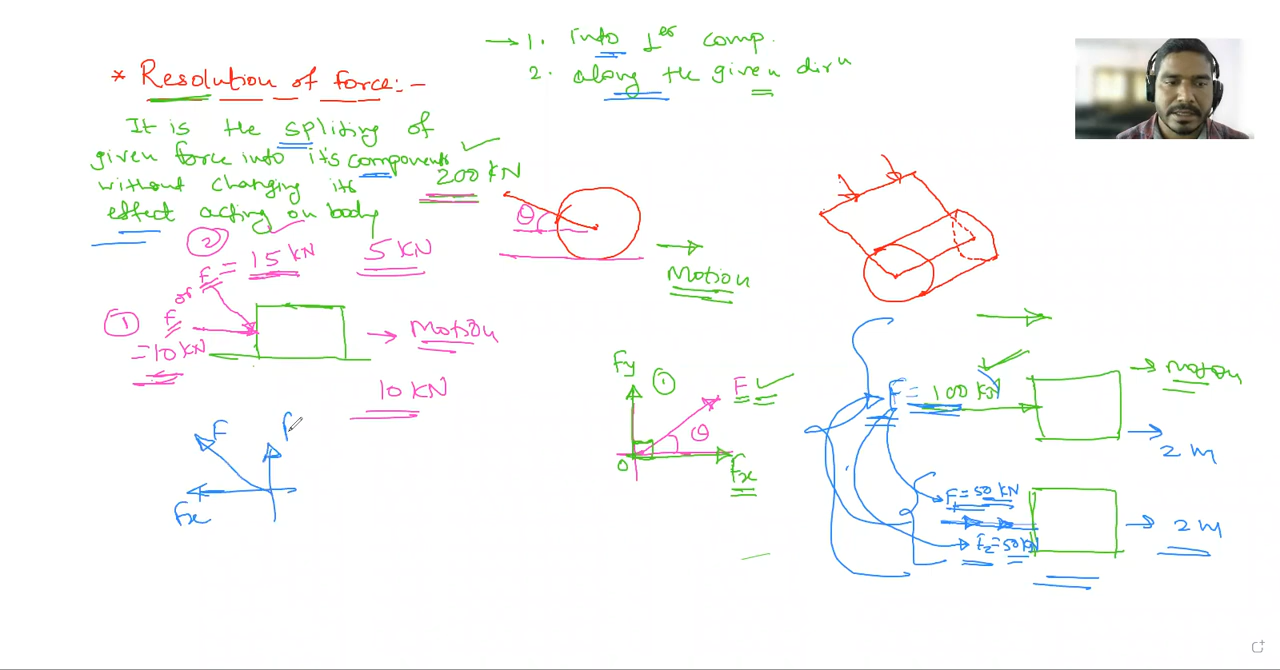 → 1. Into ⊥er comp.
2. along the given dirn
* Resolution of force:-
It is the spliting of
given force into it's components
without changing its
effect acting on body
200 KN
θ
Motion
② F = 15 KN
5 KN
or
① F
= 10 KN
Motion
10 KN
F
F
Fx
Fy
①
F
θ
O
Fx
F = 100 KN
Motion
2 m
F = 50 KN
F2 = 50 KN
2 m